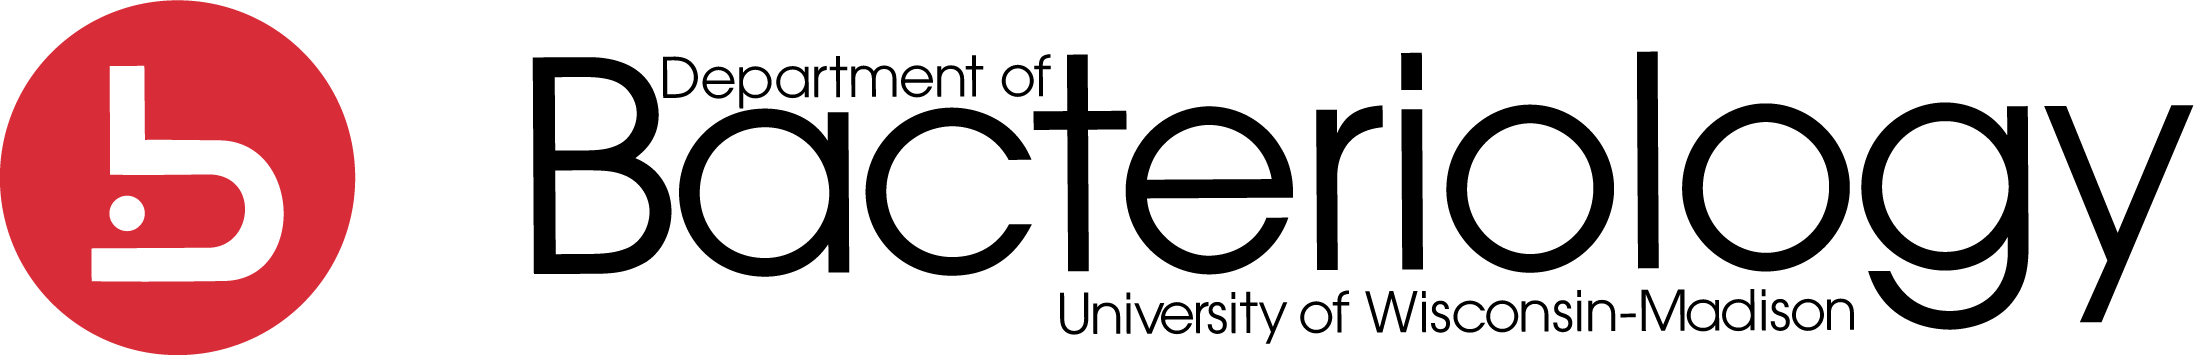 Department of
Bacteriology
University of Wisconsin-Madison